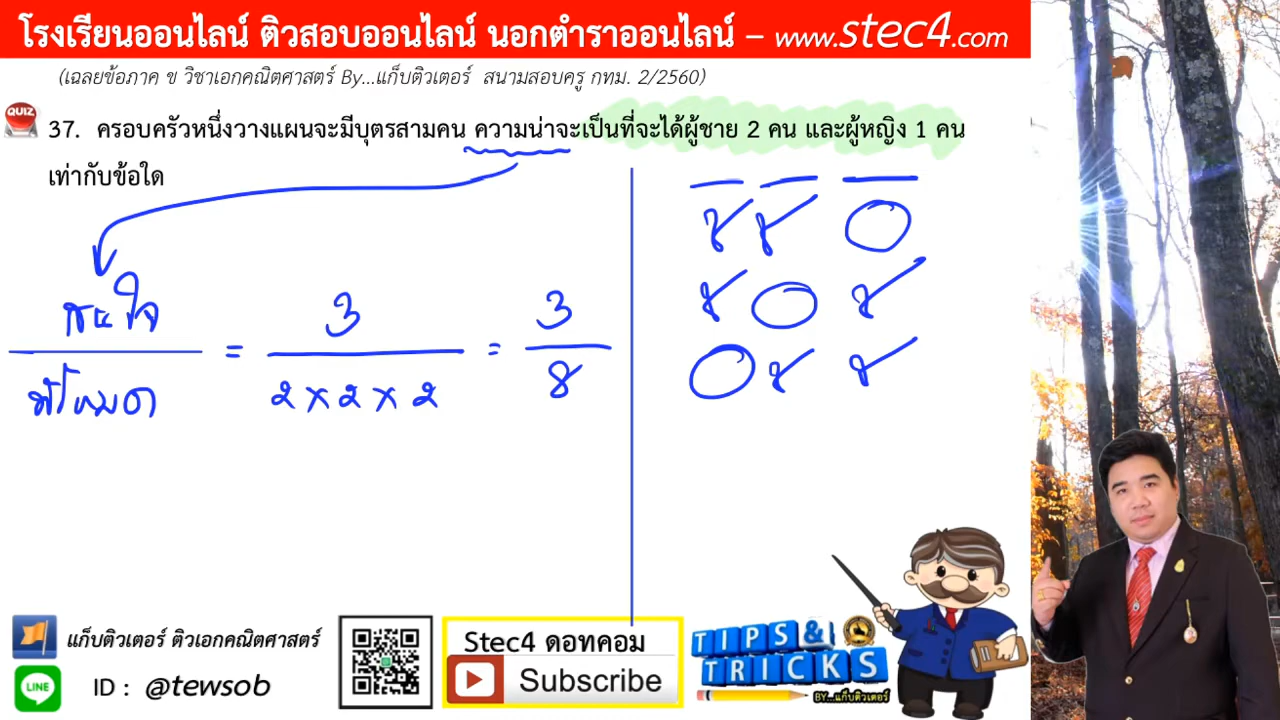 โรงเรียนออนไลน์ ติวสอบออนไลน์ นอกตำราออนไลน์ – www.stec4.com
(เฉลยข้อภาค ข วิชาเอกคณิตศาสตร์ By...แก็บติวเตอร์ สนามสอบครู กทม. 2/2560)
QUIZ
37. ครอบครัวหนึ่งวางแผนจะมีบุตรสามคน ความน่าจะเป็นที่จะได้ผู้ชาย 2 คน และผู้หญิง 1 คน
เท่ากับข้อใด
สนใจ
ทั้งหมด
=
3
2 × 2 × 2
=
3
8
แก็บติวเตอร์ ติวเอกคณิตศาสตร์
LINE
ID : @tewsob
Stec4 ดอทคอม
Subscribe
TIPS &
TRICKS
BY...แก็บติวเตอร์